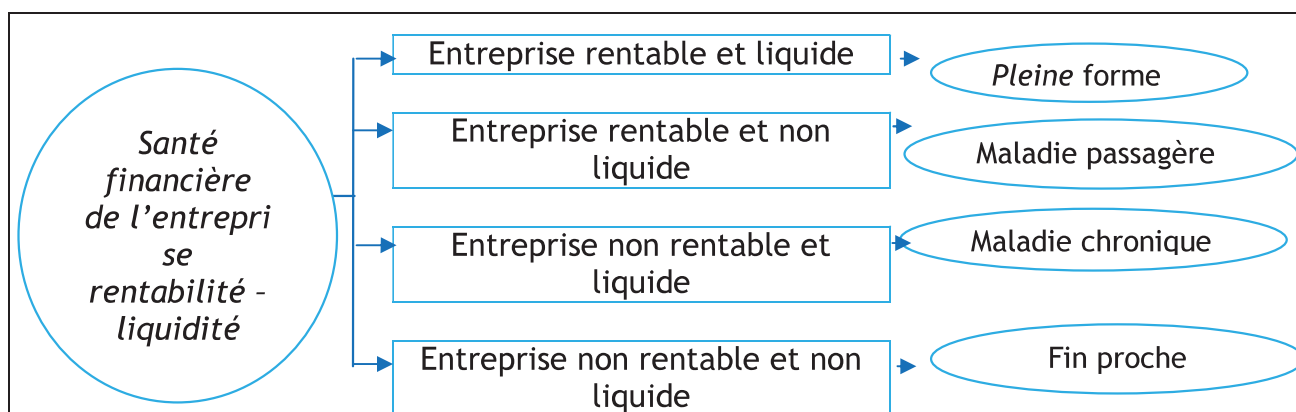 Santé
financière
de l'entrepri
se
rentabilité -
liquidité
Entreprise rentable et liquide
Pleine forme
Entreprise rentable et non
liquide
Maladie passagère
Entreprise non rentable et
liquide
Maladie chronique
Entreprise non rentable et non
liquide
Fin proche